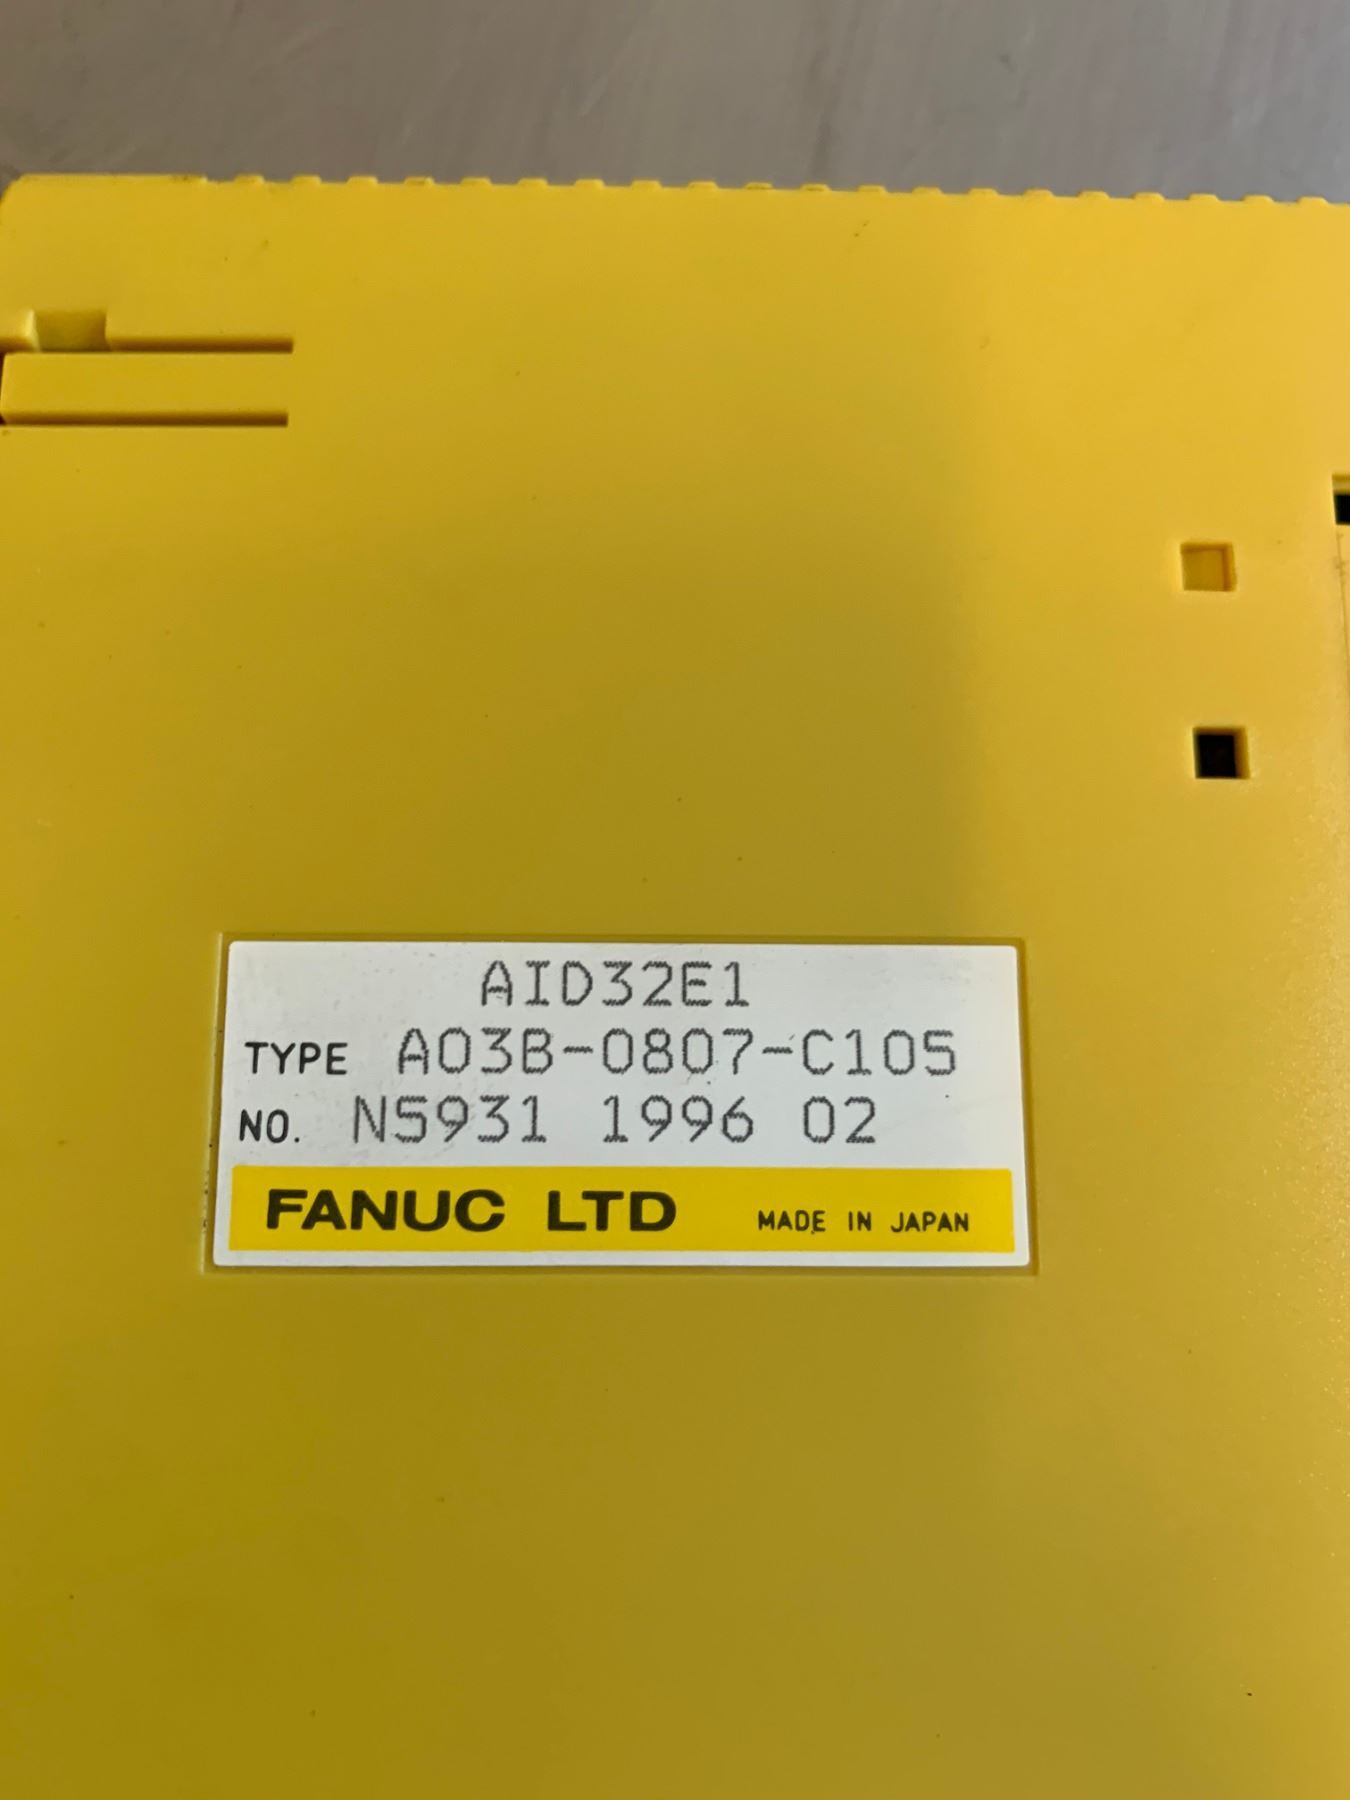 AID32E1
TYPE A03B-0807-C105
NO. N5931 1996 02
FANUC LTD MADE IN JAPAN